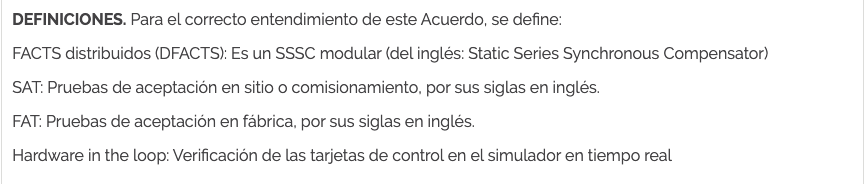 DEFINICIONES. Para el correcto entendimiento de este Acuerdo, se define:
FACTS distribuidos (DFACTS): Es un SSSC modular (del inglés: Static Series Synchronous Compensator)
SAT: Pruebas de aceptación en sitio o comisionamiento, por sus siglas en inglés.
FAT: Pruebas de aceptación en fábrica, por sus siglas en inglés.
Hardware in the loop: Verificación de las tarjetas de control en el simulador en tiempo real